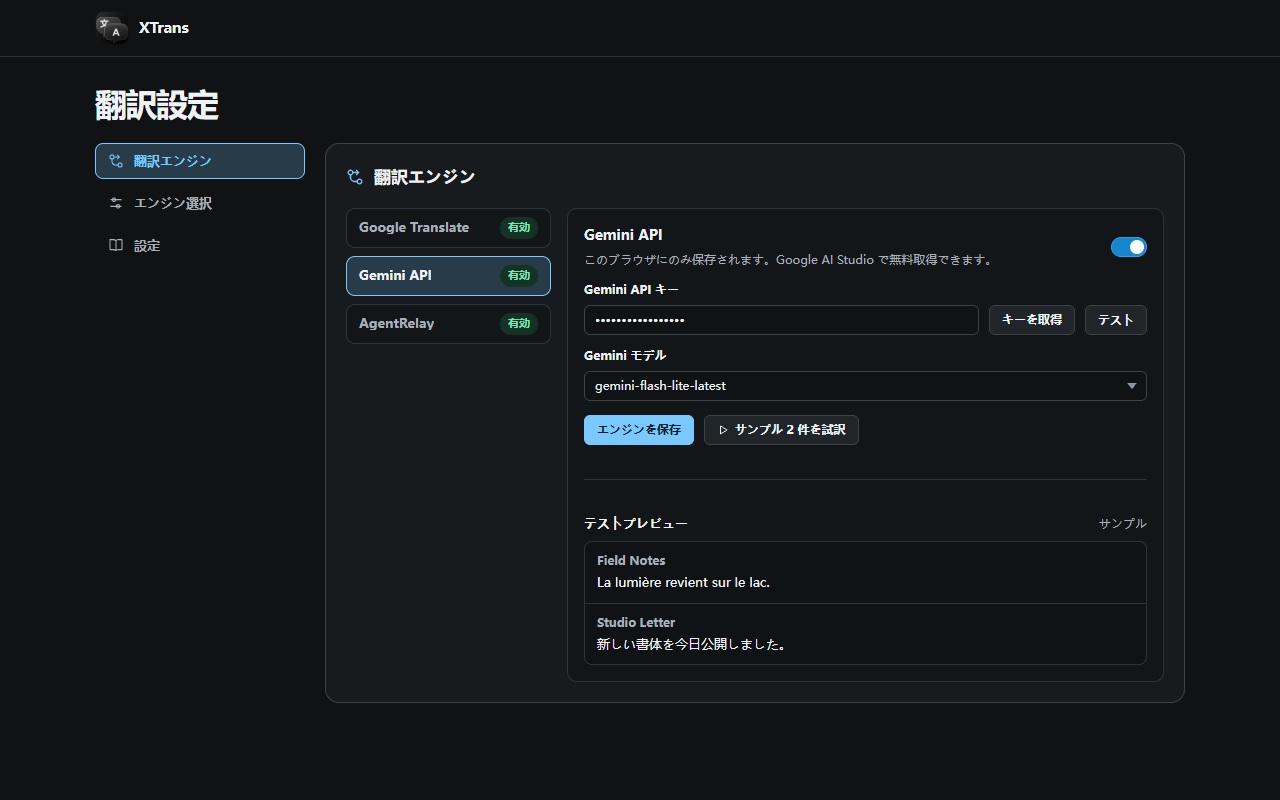 XTrans
翻訳設定
翻訳エンジン
エンジン選択
設定
翻訳エンジン
Google Translate 有効
Gemini API 有効
AgentRelay 有効
Gemini API
このブラウザにのみ保存されます。Google AI Studio で無料取得できます。
Gemini API キー
•••••••••••••••••
キーを取得
テスト
Gemini モデル
gemini-flash-lite-latest
エンジンを保存
サンプル 2 件を試訳
テストプレビュー
サンプル
Field Notes
La lumière revient sur le lac.
Studio Letter
新しい書体を今日公開しました。